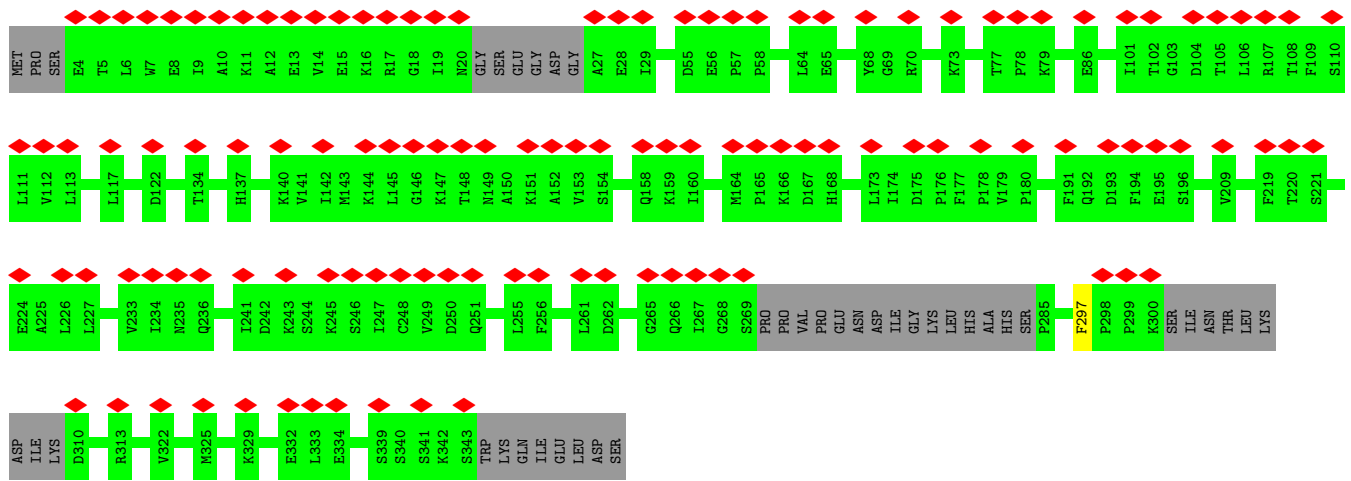 MET PRO SER E4 T5 L6 W7 E8 I9 A10 K11 A12 E13 V14 E15 K16 R17 G18 I19 N20 GLY SER GLU GLY ASP GLY A27 E28 I29 D55 E56 P57 P58 L64 E65 Y68 G69 R70 K73 T77 P78 K79 E86 I101 T102 G103 D104 T105 L106 R107 T108 F109 S110
L111 V112 L113 L117 D122 T134 H137 K140 V141 I142 M143 K144 L145 G146 K147 T148 N149 A150 K151 A152 V153 S154 Q158 K159 I160 M164 P165 K166 D167 H168 L173 I174 D175 P176 F177 P178 V179 P180 F191 Q192 D193 F194 E195 S196 V209 F219 T220 S221
E224 A225 L226 L227 V233 I234 N235 Q236 I241 D242 K243 S244 K245 S246 I247 C248 V249 D250 Q251 L255 F256 L261 D262 G265 Q266 I267 G268 S269 PRO PRO VAL PRO GLU ASN ASP ILE GLY LYS LEU HIS ALA HIS SER P285 F297 P298 P299 K300 SER ILE ASN THR LEU LYS
ASP ILE LYS D310 R313 V322 M325 K329 E332 L333 E334 S339 S340 S341 K342 S343 TRP LYS GLN ILE GLU LEU ASP SER